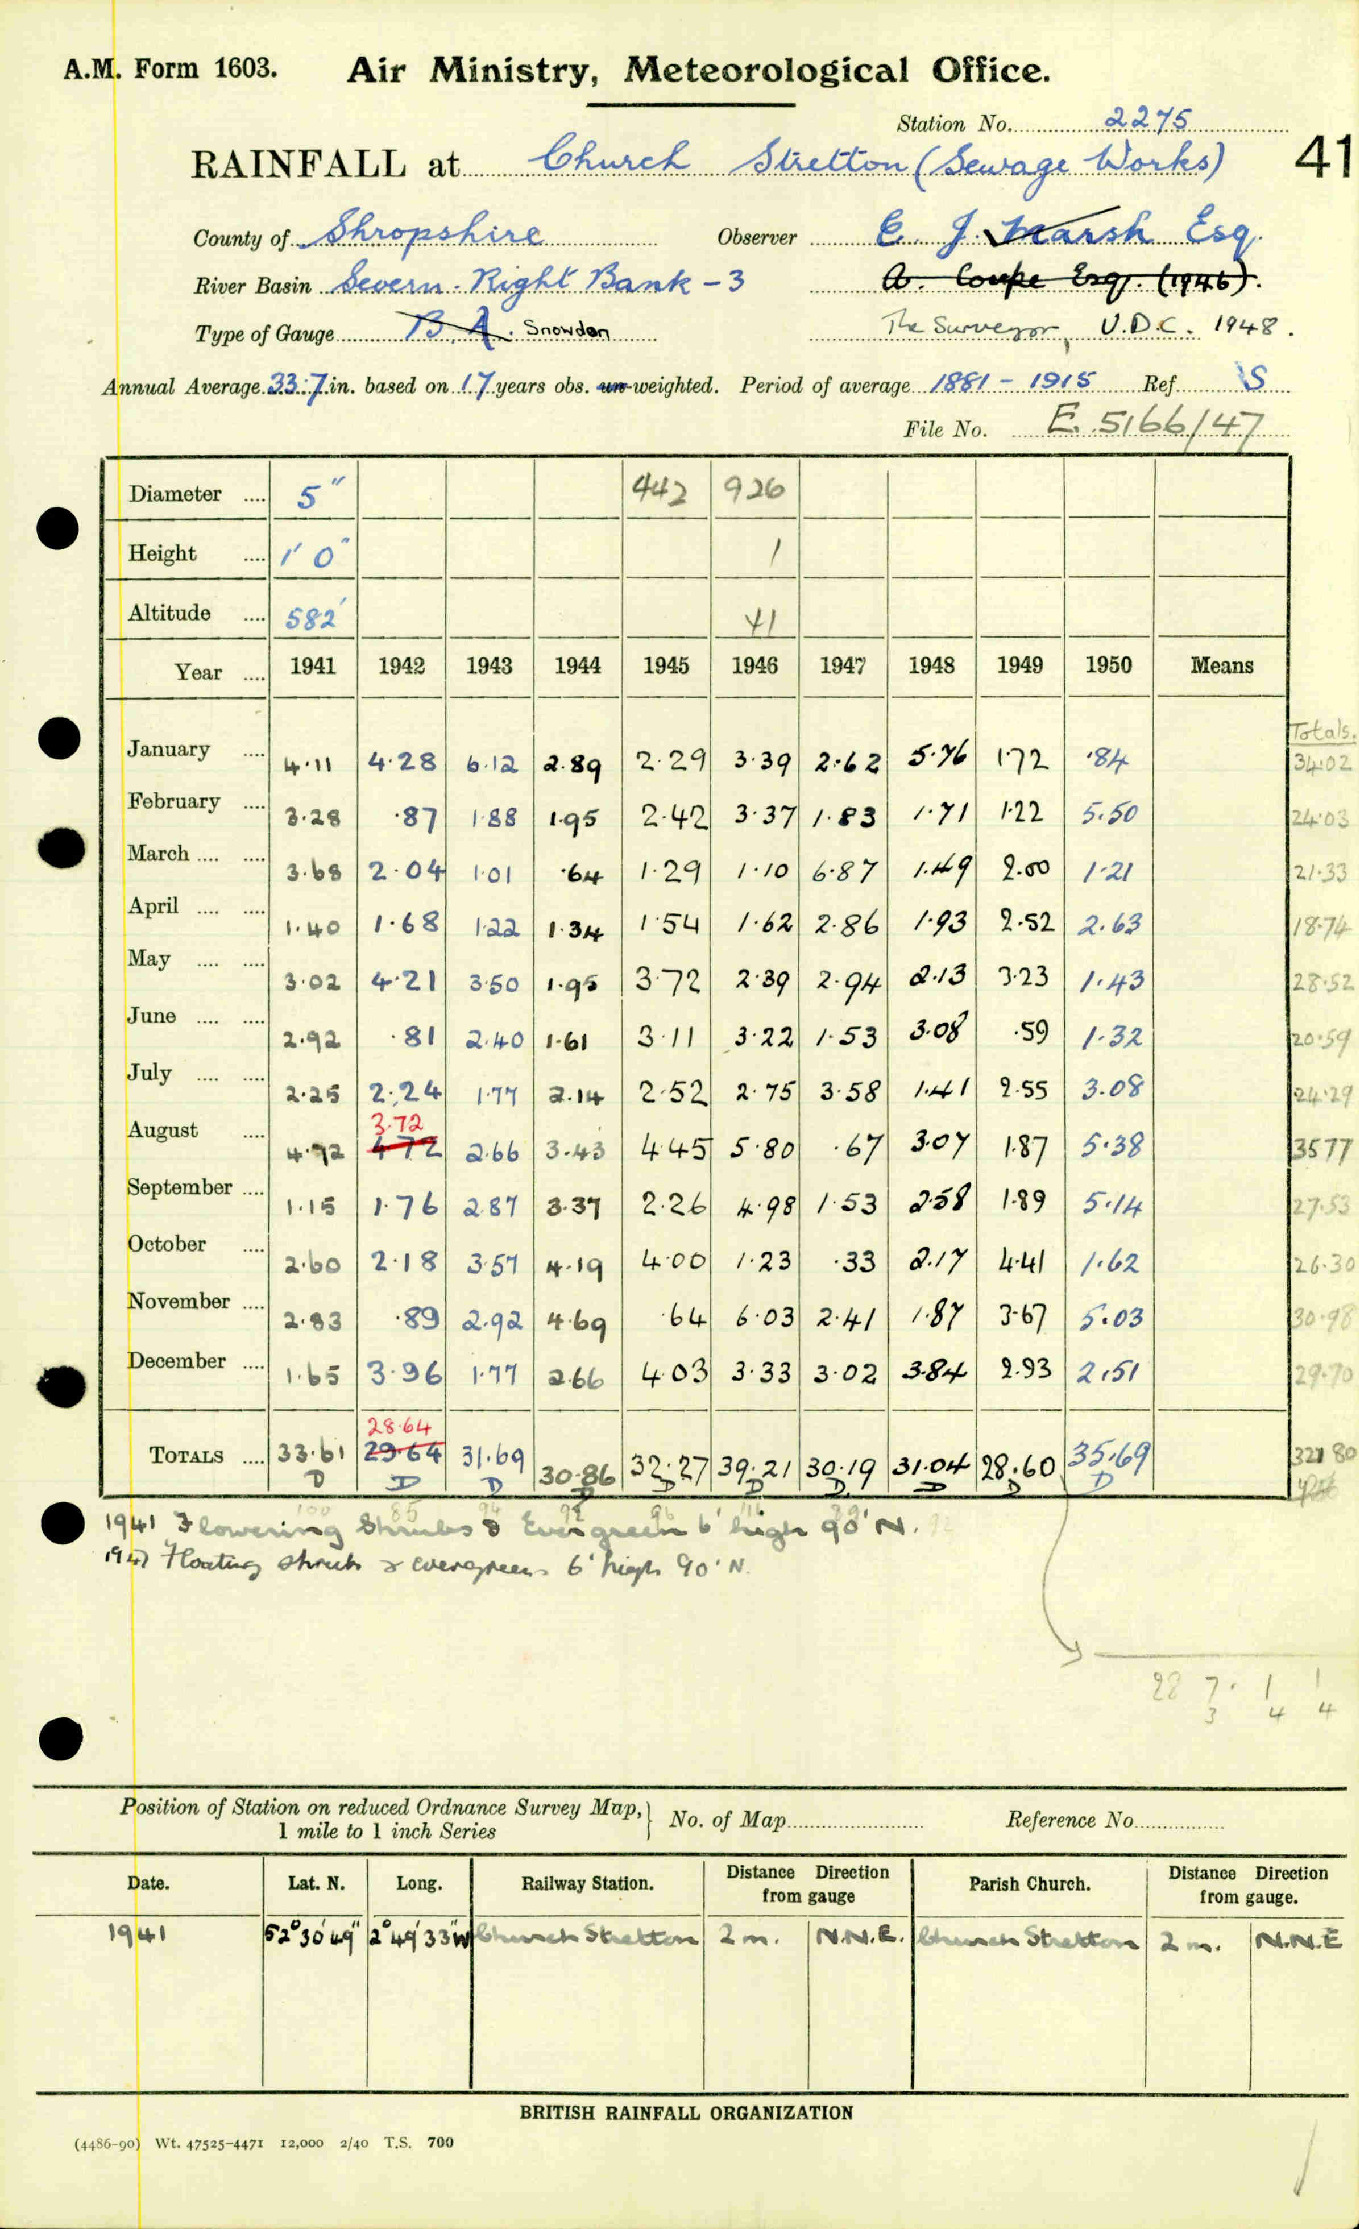 A.M. Form 1603. Air Ministry, Meteorological Office.
Station No. 2275
RAINFALL at Church Stretton (Sewage Works) 41
County of Shropshire Observer E. J. Marsh Esq.
River Basin Severn - Right Bank - 3 A. Coupe Esq. (1946).
Type of Gauge B. A. Snowdon The Surveyor, U.D.C. 1948.
Annual Average 33.7 in. based on 17 years obs. un-weighted. Period of average 1881 - 1915 Ref. S
File No. E. 5166/47
Diameter .... 5" 442 926
Height .... 1' 0" 1
Altitude .... 582' 41
Year .... 1941 1942 1943 1944 1945 1946 1947 1948 1949 1950 Means
Totals.
January .... 4.11 4.28 6.12 2.89 2.29 3.39 2.62 5.76 1.72 .84 34.02
February .... 3.28 .87 1.88 1.95 2.42 3.37 1.83 1.71 1.22 5.50 24.03
March .... .... 3.68 2.04 1.01 .64 1.29 1.10 6.87 1.49 2.00 1.21 21.33
April .... .... 1.40 1.68 1.22 1.34 1.54 1.62 2.86 1.93 2.52 2.63 18.74
May .... .... 3.02 4.21 3.50 1.95 3.72 2.39 2.94 2.13 3.23 1.43 28.52
June .... .... 2.92 .81 2.40 1.61 3.11 3.22 1.53 3.08 .59 1.32 20.59
July .... .... 2.25 2.24 1.77 2.14 2.52 2.75 3.58 1.41 2.55 3.08 24.29
3.72
August .... 4.72 4.72 2.66 3.43 4.45 5.80 .67 3.07 1.87 5.38 35.77
September .... 1.15 1.76 2.87 3.37 2.26 4.98 1.53 2.58 1.89 5.14 27.53
October .... 2.60 2.18 3.57 4.19 4.00 1.23 .33 2.17 4.41 1.62 26.30
November .... 2.83 .89 2.92 4.69 .64 6.03 2.41 1.87 3.67 5.03 30.98
December .... 1.65 3.96 1.77 2.66 4.03 3.33 3.02 3.84 2.93 2.51 29.70
28.64
TOTALS .... 33.61 29.64 31.69 30.86 32.27 39.21 30.19 31.04 28.60 35.69 321 80
D D D D D D D D D D
1941 Flowering Shrubs & Evergreen 6' high 90' N.
1947 Floating shrub & evergreen 6' high 90' N.
28 7. 1 1
3 4 4
Position of Station on reduced Ordnance Survey Map, } No. of Map Reference No.
1 mile to 1 inch Series
Date. Lat. N. Long. Railway Station. Distance Direction from gauge Parish Church. Distance Direction from gauge.
1941 52° 30' 49" 2° 49' 33" W Church Stretton 2 m. N.N.E. Church Stretton 2 m. N.N.E
BRITISH RAINFALL ORGANIZATION
(4486-90) Wt. 47525-4471 12,000 2/40 T.S. 700